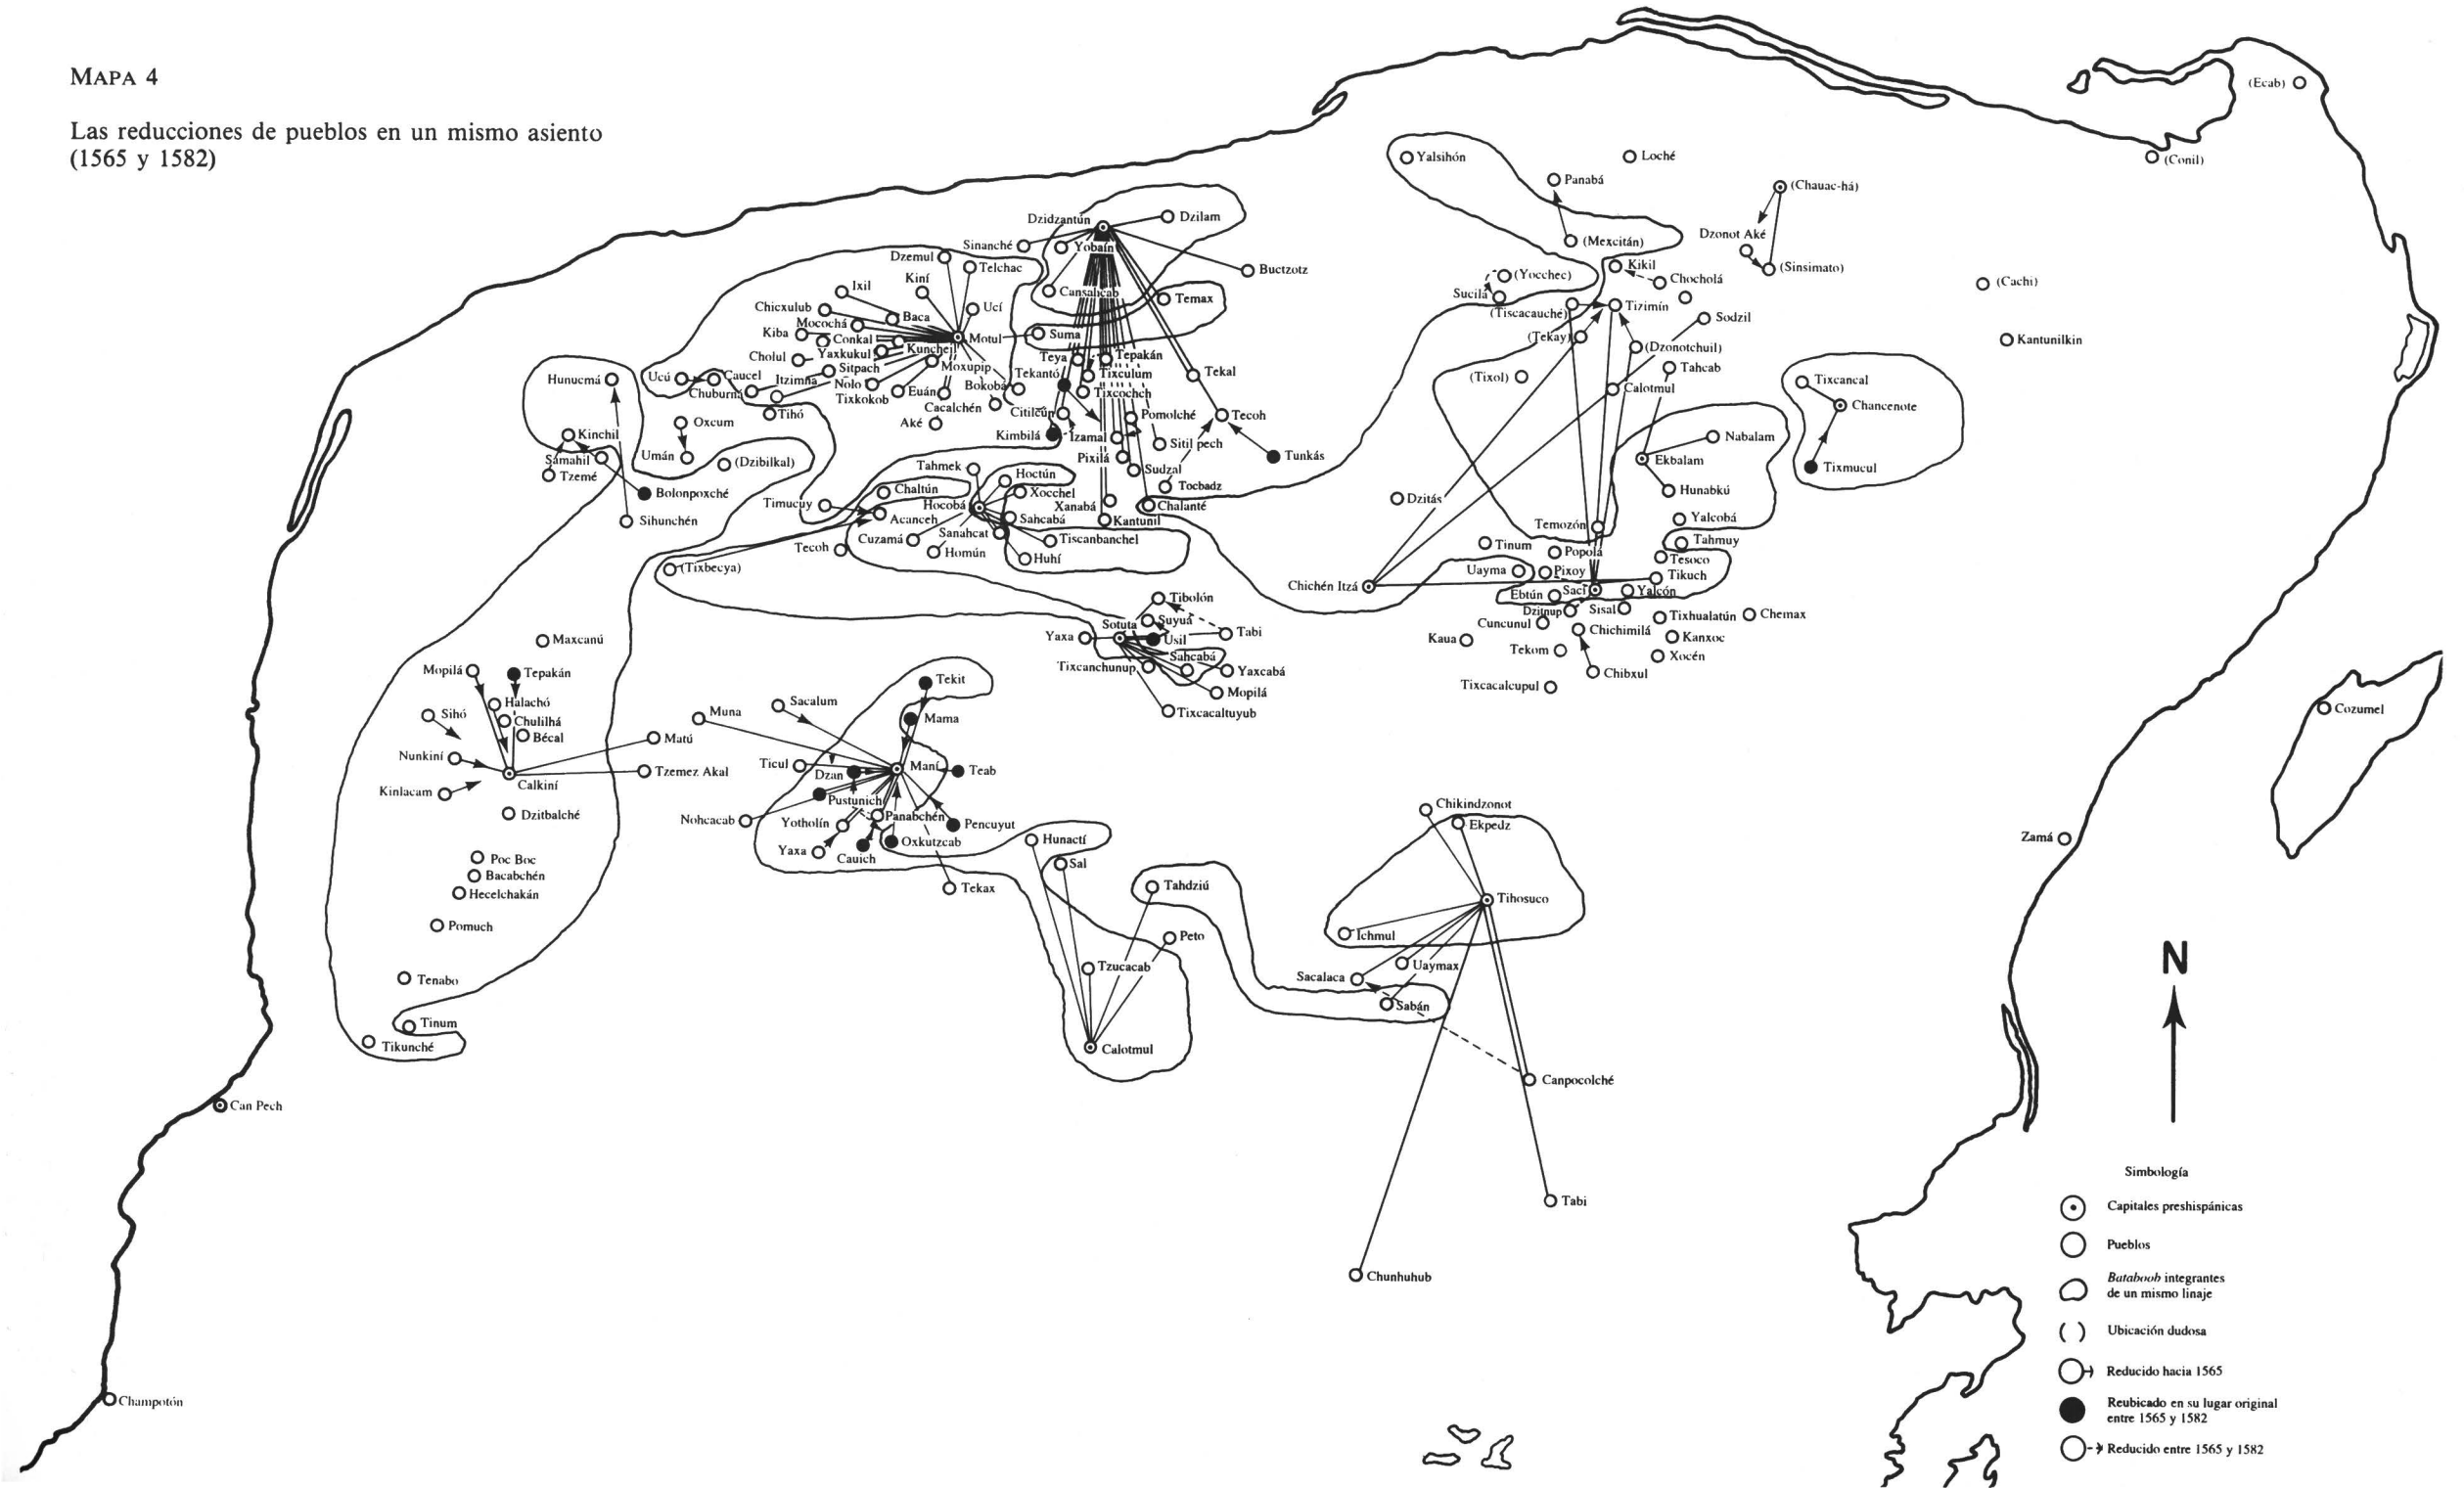 MAPA 4
Las reducciones de pueblos en un mismo asiento
(1565 y 1582)
(Ecab)
(Conil)
Yalsihón
Loché
Panabá
(Chauac-há)
Dzidzantún
Dzilam
Sinanché
Yobaín
(Mexcitán)
Dzonot Aké
Dzemul
Telchac
Buctzotz
(Yocchec)
Kikil
Chocholá
(Sinsimato)
(Cachi)
Ixil
Kiní
Cansahcab
Temax
Sucilá
Chicxulub
Baca
Ucí
(Tiscacauché)
Tizimín
Sodzil
Mocochá
Kiba
Conkal
Motul
Suma
(Tekay)
(Dzonotchuil)
Kantunilkin
Cholul
Yaxkukul
Kuncheil
Teya
Tepakán
Sitpach
Moxupip
Tekantó
Tixculum
Tekal
Tahcab
Hunucmá
Ucú
Caucel
Itzimná
Nolo
Bokobá
(Tixol)
Calotmul
Tixcancal
Chuburná
Tixkokob
Euán
Cacalchén
Tixcochch
Chancenote
Tihó
Aké
Citilcún
Pomolché
Tecoh
Oxcum
Kinchil
Kimbilá
Izamal
Sitil pech
Nabalam
Umán
(Dzibilkal)
Sámahil
Tzemé
Pixilá
Sudzal
Tunkás
Ekbalam
Tixmucul
Tahmek
Hoctún
Bolonpoxché
Chaltún
Xocchel
Tocbadz
Dzitás
Hunabkú
Timucuy
Hocobá
Xanabá
Chalanté
Sihunchén
Acanceh
Sahcabá
Kantunil
Temozón
Yalcobá
Cuzamá
Sanahcat
Tiscanbanchel
Tecoh
Homún
Huhí
Tinum
Popolá
Tahmuy
Tesoco
(Tixbecya)
Uayma
Pixoy
Tikuch
Chichén Itzá
Ebtún
Sací
Yalcón
Tibolón
Dzitnup
Sisal
Tixhualatún
Chemax
Sotuta
Suyuá
Cuncunul
Chichimilá
Maxcanú
Yaxa
Usil
Tabi
Kaua
Kanxoc
Sahcabá
Tekom
Xocén
Mopilá
Tepakán
Tixcanchunup
Yaxcabá
Chibxul
Tekit
Mopilá
Tixcacalcupul
Halachó
Sacalum
Sihó
Chulilhá
Muna
Mama
Tixcacaltuyub
Cozumel
Bécal
Matú
Nunkiní
Tzemez Akal
Ticul
Dzan
Maní
Teab
Calkiní
Kinlacam
Pustunich
Dzitbalché
Nohcacab
Yotholín
Panabchén
Pencuyut
Chikindzonot
Ekpedz
Yaxa
Cauich
Oxkutzcab
Hunactí
Zamá
Poc Boc
Sal
Bacabchén
Tekax
Tahdziú
Hecelchakán
Tihosuco
Pomuch
Peto
Ichmul
Tzucacab
Uaymax
Tenabo
Sacalaca
Sabán
Tinum
Tikunché
Calotmul
Canpocolché
Can Pech
Tabi
Chunhuhub
Champotón
N
Simbología
Capitales preshispánicas
Pueblos
Bataboob integrantes
de un mismo linaje
( ) Ubicación dudosa
Reducido hacia 1565
Reubicado en su lugar original
entre 1565 y 1582
Reducido entre 1565 y 1582